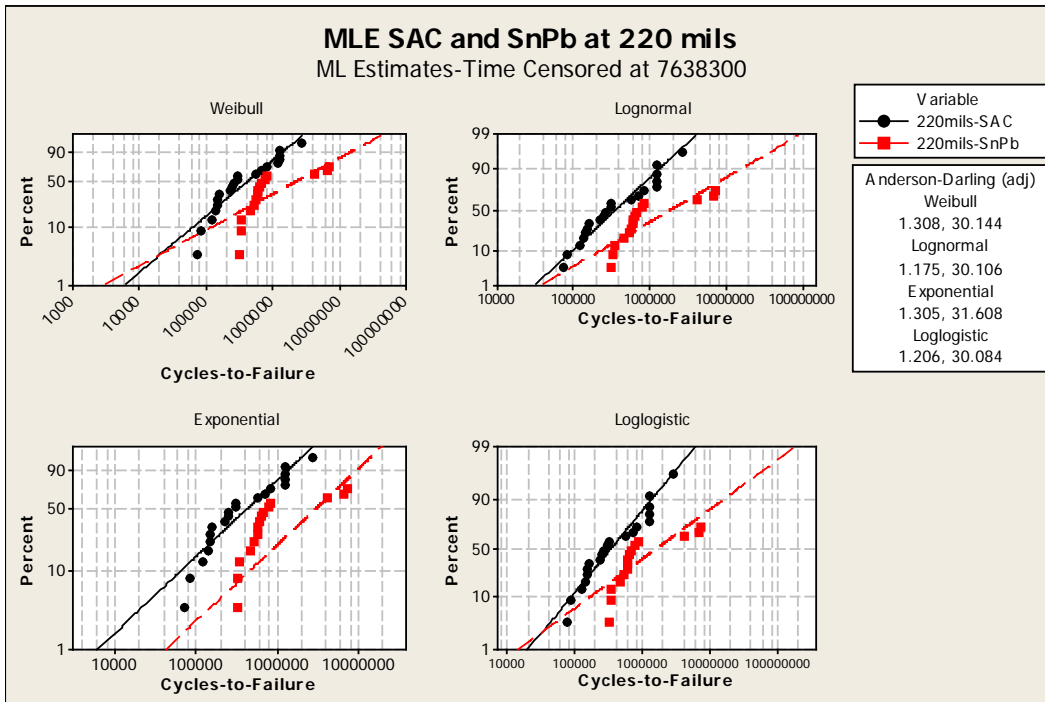 MLE SAC and SnPb at 220 mils
ML Estimates-Time Censored at 7638300
Weibull
Percent
90
50
10
1
1000
10000
100000
1000000
10000000
100000000
Cycles-to-Failure
Lognormal
Percent
99
90
50
10
1
10000
100000
1000000
10000000
100000000
Cycles-to-Failure
Variable
220mils-SAC
220mils-SnPb
Anderson-Darling (adj)
Weibull
1.308, 30.144
Lognormal
1.175, 30.106
Exponential
1.305, 31.608
Loglogistic
1.206, 30.084
Exponential
Percent
90
50
10
1
10000
100000
1000000
10000000
Cycles-to-Failure
Loglogistic
Percent
99
90
50
10
1
10000
100000
1000000
10000000
100000000
Cycles-to-Failure